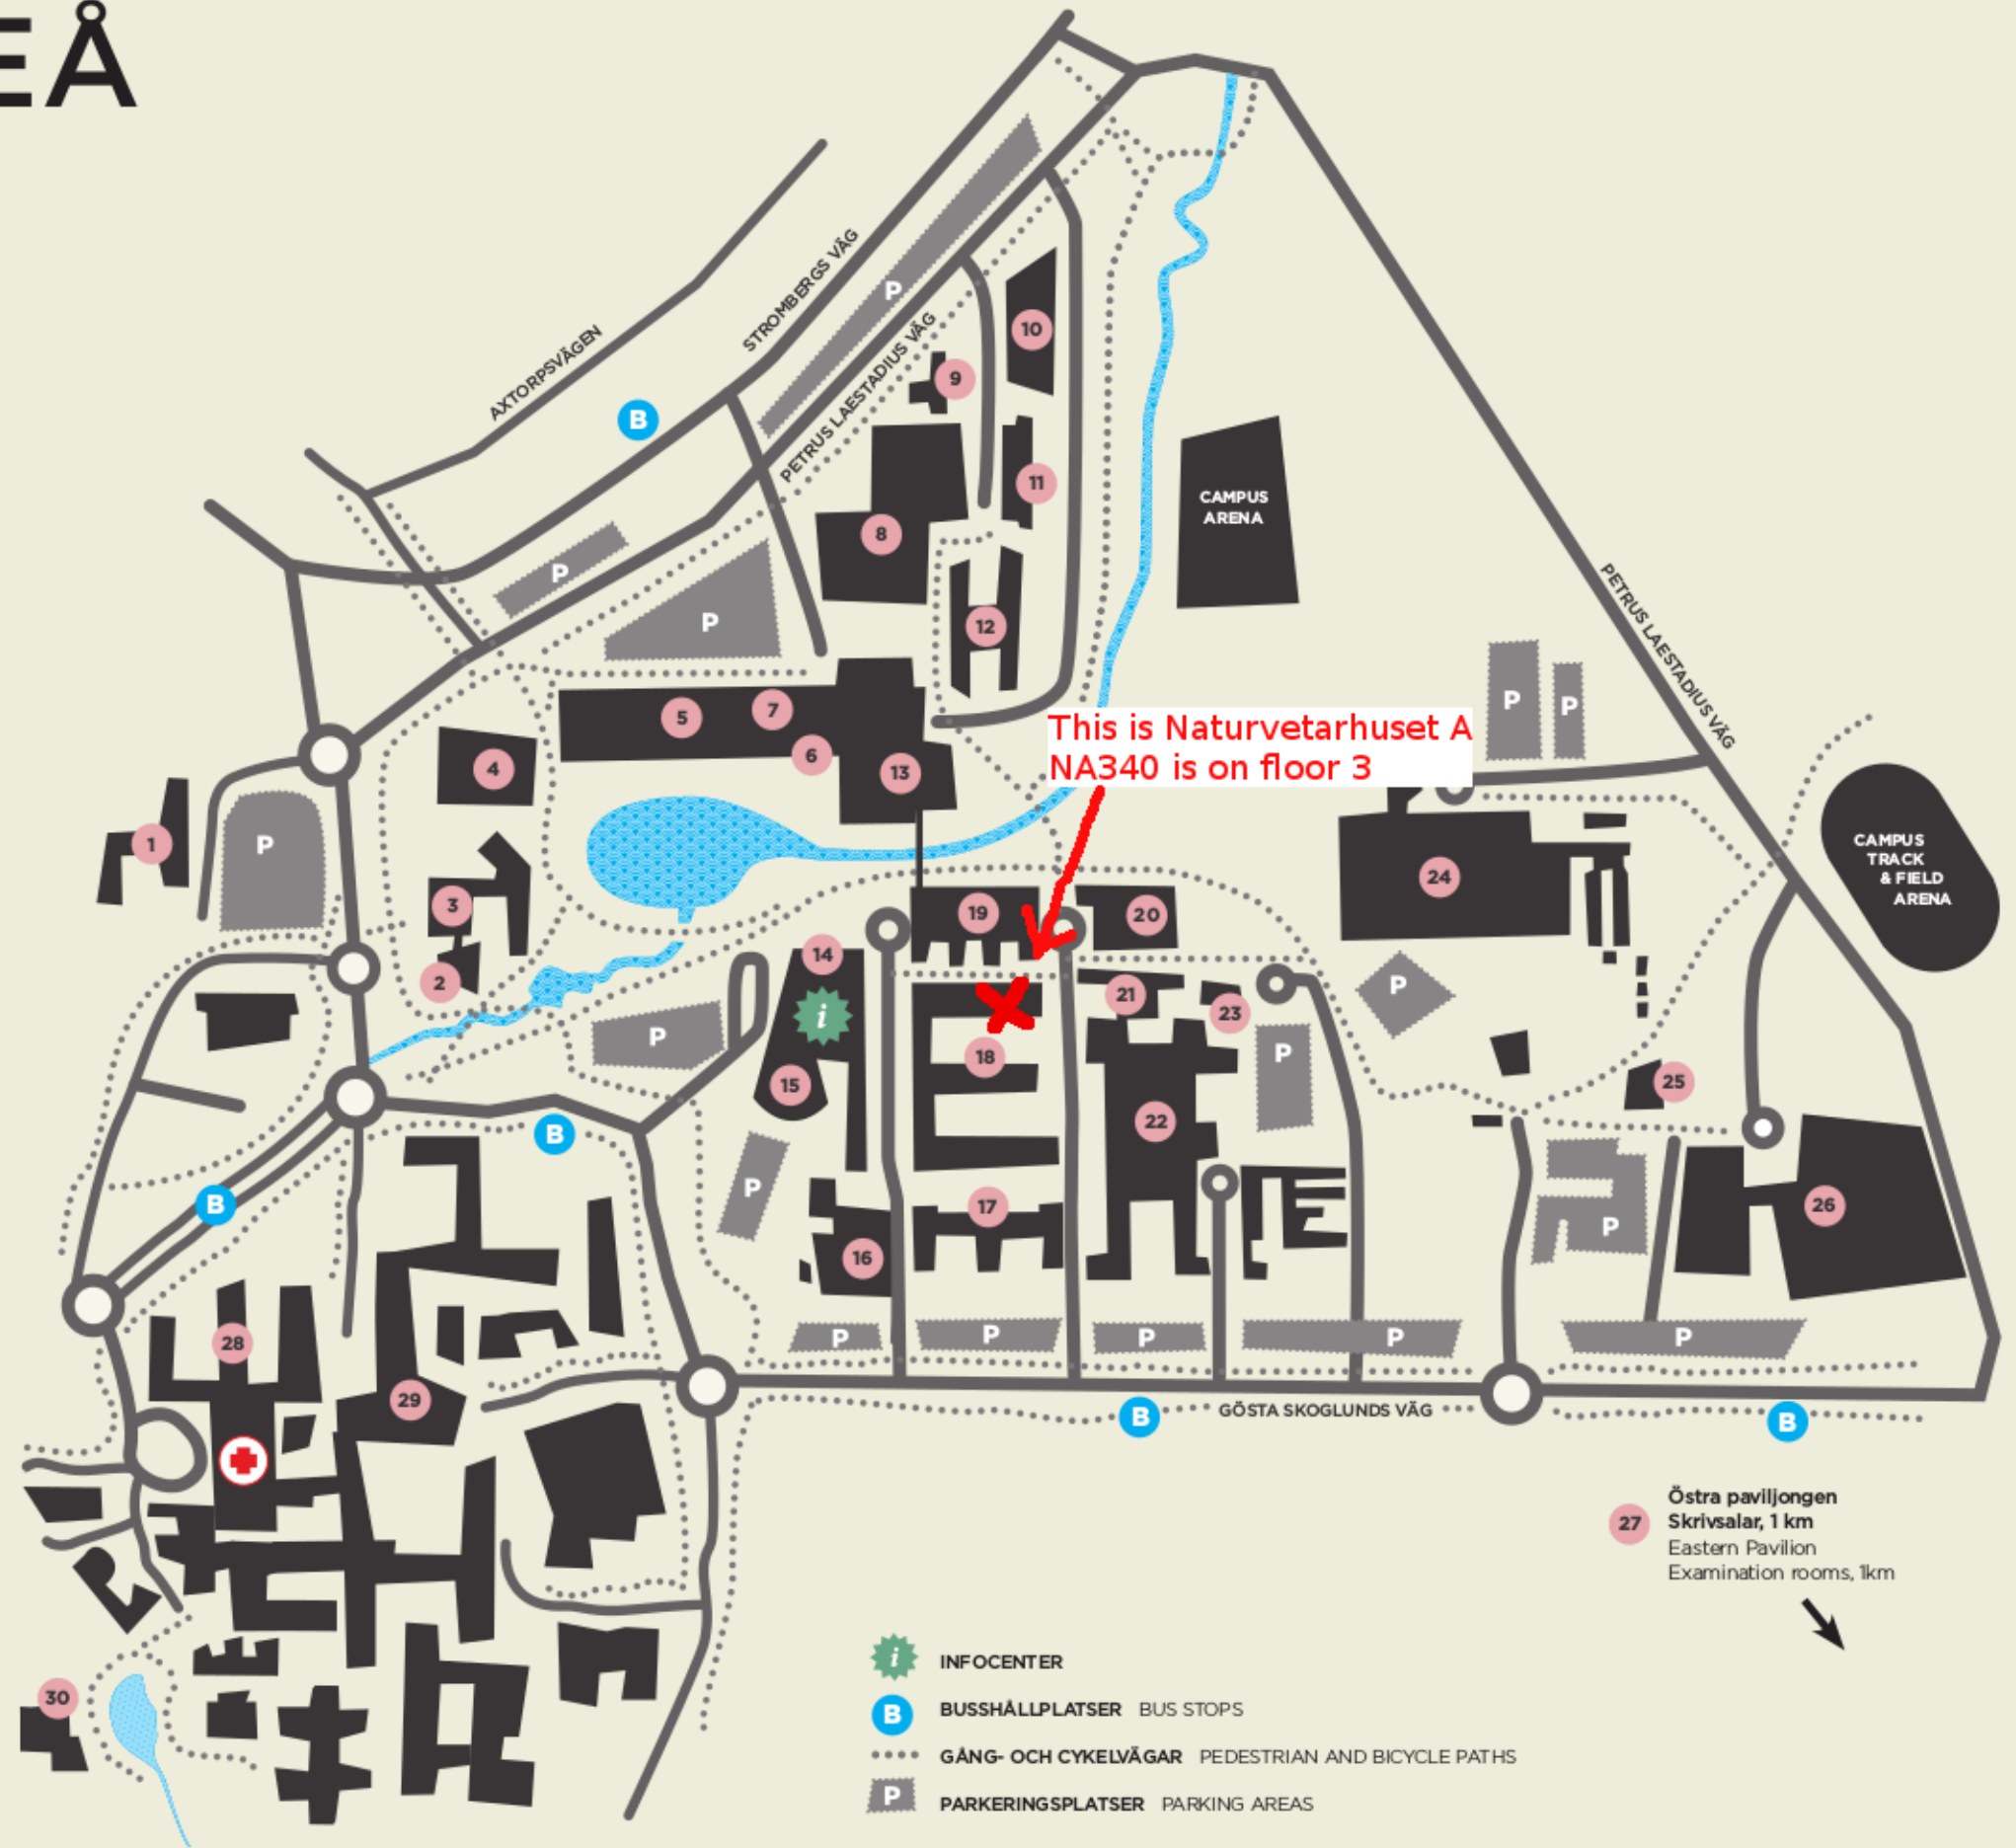 EÅ
STROMBERGS VÄG
AXTORPSVÄGEN
P
PETRUS LAESTADIUS VÄG
10
9
B
11
CAMPUS
ARENA
8
P
P
12
PETRUS LAESTADIUS VÄG
P
P
5
7
6
4
13
This is Naturvetarhuset A
NA340 is on floor 3
1
P
3
2
CAMPUS
TRACK
& FIELD
ARENA
24
19
20
14
i
15
P
21
23
P
P
18
22
25
B
P
B
17
16
P
26
28
P
P
P
P
P
29
GÖSTA SKOGLUNDS VÄG
B
B
27
Östra paviljongen
Skrivsalar, 1 km
Eastern Pavilion
Examination rooms, 1km
30
i INFOCENTER
B BUSSHÅLLPLATSER BUS STOPS
GÅNG- OCH CYKELVÄGAR PEDESTRIAN AND BICYCLE PATHS
P PARKERINGSPLATSER PARKING AREAS